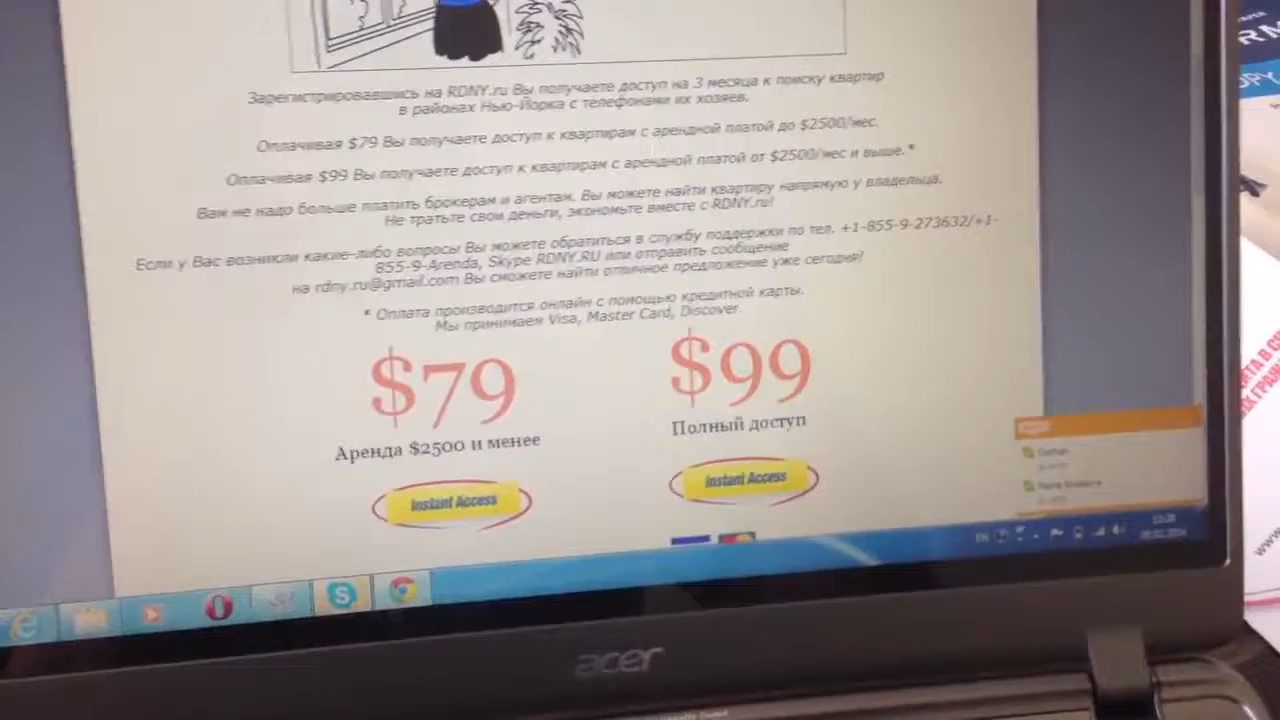 Зарегистрировавшись на RDNY.ru Вы получаете доступ на 3 месяца к поиску квартир
в районах Нью-Йорка с телефонами их хозяев.
Оплачивая $79 Вы получаете доступ к квартирам с арендной платой до $2500/мес.
Оплачивая $99 Вы получаете доступ к квартирам с арендной платой от $2500/мес и выше.*
Вам не надо больше платить брокерам и агентам. Вы можете найти квартиру напрямую у владельца.
Не тратьте свои деньги, экономьте вместе с RDNY.ru!
Если у Вас возникли какие-либо вопросы Вы можете обратиться в службу поддержки по тел. +1-855-9-273632/+1-
855-9-Arenda, Skype RDNY.RU или отправить сообщение
на rdny.ru@gmail.com Вы сможете найти отличное предложение уже сегодня!
* Оплата производится онлайн с помощью кредитной карты.
Мы принимаем Visa, Master Card, Discover.
$79
$99
Аренда $2500 и менее
Полный доступ
Instant Access
Instant Access
EN
acer
www